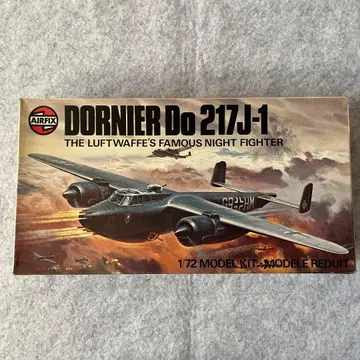 AIRFIX
DORNIER Do 217J-1
THE LUFTWAFFE'S FAMOUS NIGHT FIGHTER
1/72 MODEL KIT-MODELE REDUIT